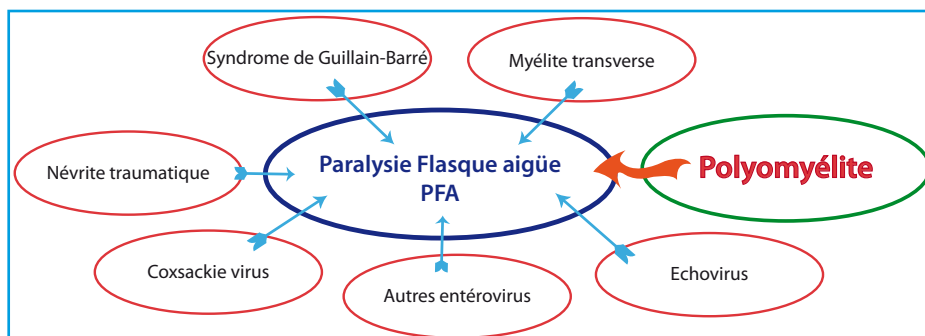 Syndrome de Guillain-Barré
Myélite transverse
Névrite traumatique
Paralysie Flasque aigüe
PFA
Polyomyélite
Coxsackie virus
Autres entérovirus
Echovirus